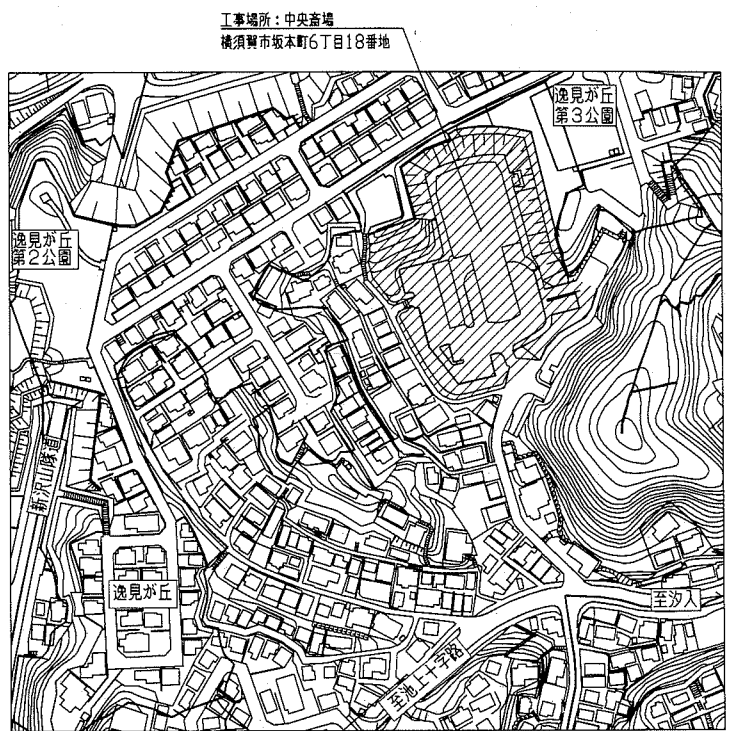 工事場所：中央斎場
横須賀市坂本町6丁目18番地
逸見が丘
第3公園
逸見が丘
第2公園
新沢山隊道
逸見が丘
至汐入
至池上十字路